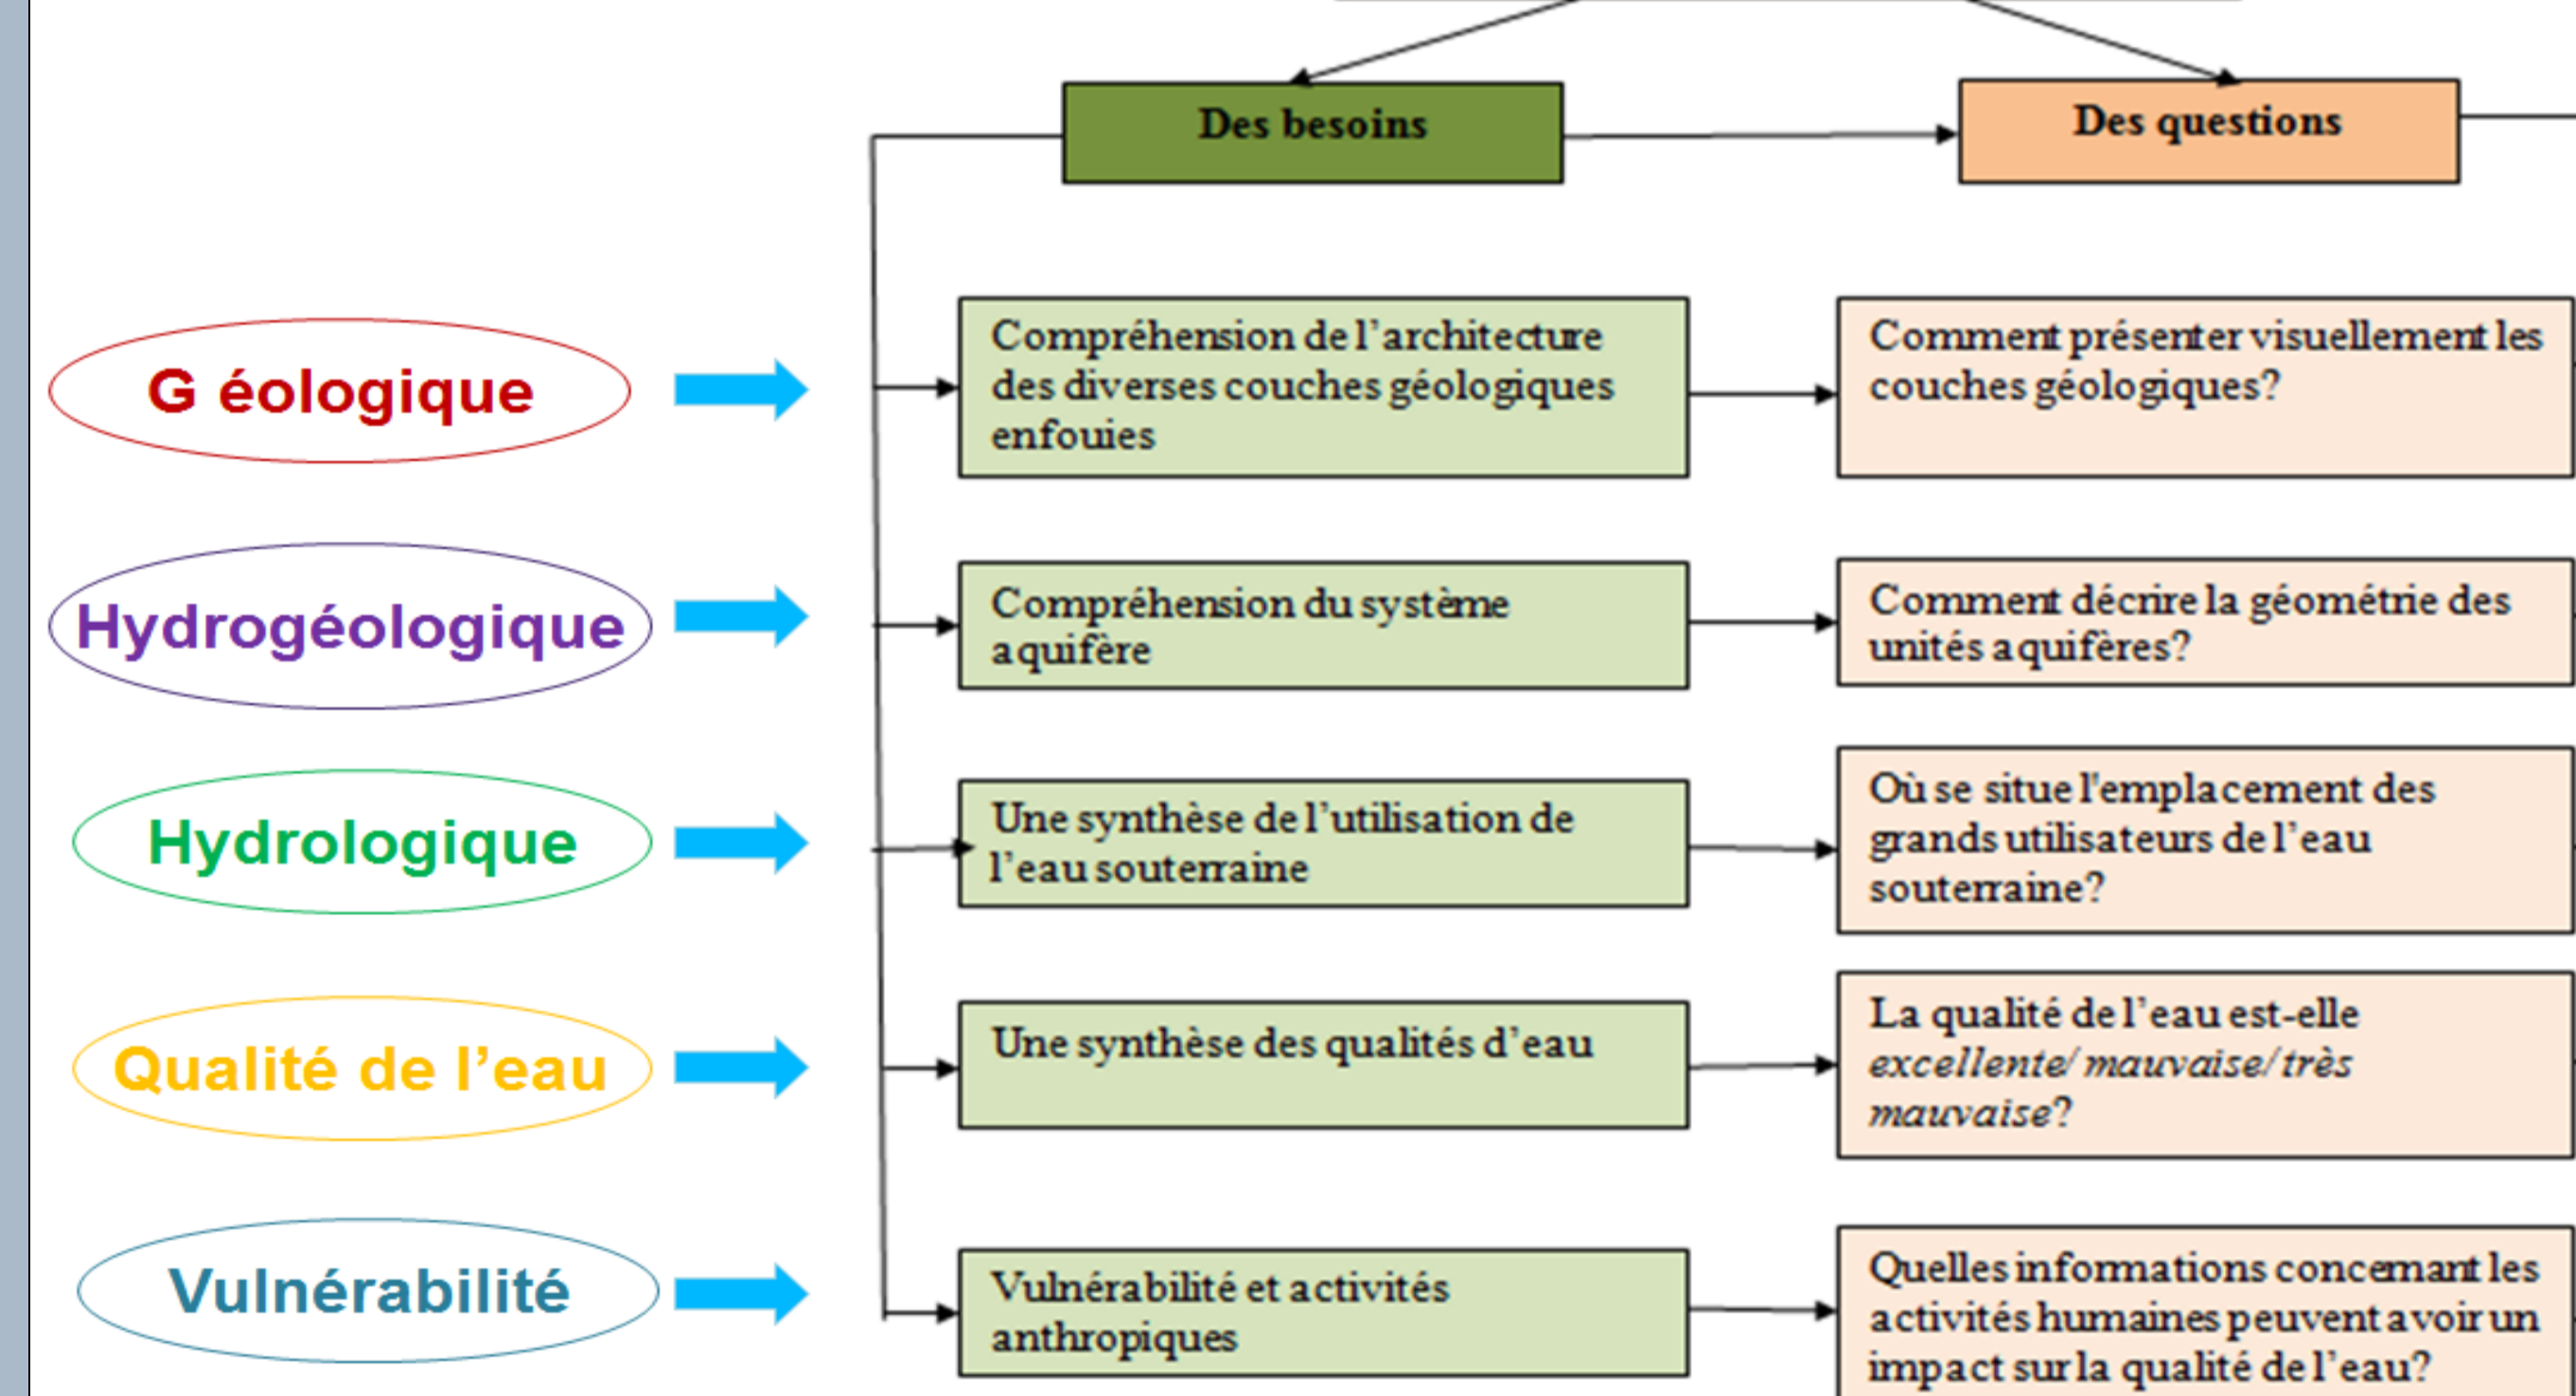 Des besoins
Des questions
G éologique
Compréhension de l'architecture
des diverses couches géologiques
enfouies
Comment présenter visuellement les
couches géologiques?
Hydrogéologique
Compréhension du système
aquifère
Comment décrire la géométrie des
unités aquifères?
Hydrologique
Une synthèse de l'utilisation de
l'eau souterraine
Où se situe l'emplacement des
grands utilisateurs de l'eau
souterraine?
Qualité de l'eau
Une synthèse des qualités d'eau
La qualité de l'eau est-elle
excellente/ mauvaise/ très
mauvaise?
Vulnérabilité
Vulnérabilité et activités
anthropiques
Quelles informations concernant les
activités humaines peuvent avoir un
impact sur la qualité de l'eau?